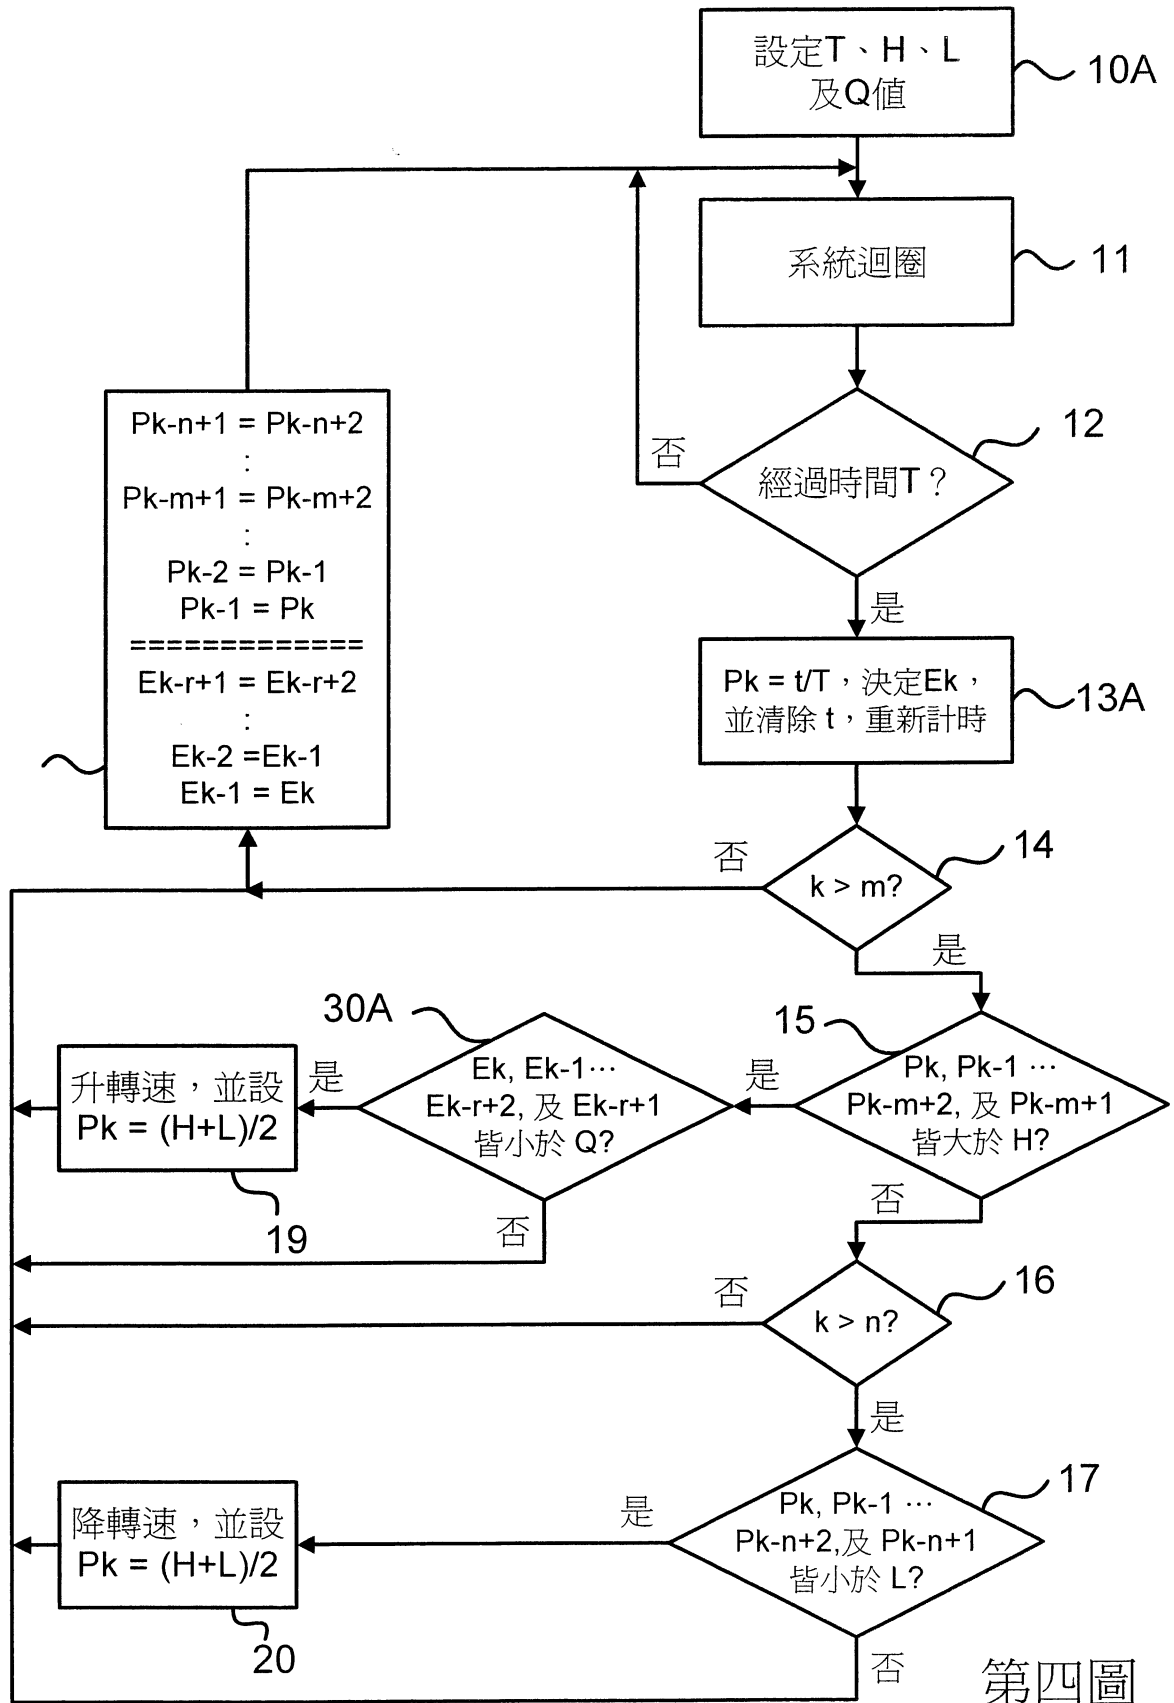 設定T、H、L
及Q值
10A
系統迴圈
11
經過時間T？
12
否
是
Pk-n+1 = Pk-n+2
:
Pk-m+1 = Pk-m+2
:
Pk-2 = Pk-1
Pk-1 = Pk
=============
Ek-r+1 = Ek-r+2
:
Ek-2 =Ek-1
Ek-1 = Ek
Pk = t/T，決定Ek，
並清除 t，重新計時
13A
k > m?
14
否
是
Pk, Pk-1 …
Pk-m+2, 及 Pk-m+1
皆大於 H?
15
是
否
30A
Ek, Ek-1…
Ek-r+2, 及 Ek-r+1
皆小於 Q?
是
否
升轉速，並設
Pk = (H+L)/2
19
k > n?
16
否
是
Pk, Pk-1 …
Pk-n+2,及 Pk-n+1
皆小於 L?
17
是
否
降轉速，並設
Pk = (H+L)/2
20
第四圖